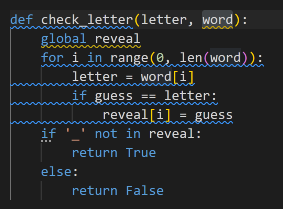 def check_letter(letter, word):
    global reveal
    for i in range(0, len(word)):
        letter = word[i]
        if guess == letter:
            reveal[i] = guess
    if '_' not in reveal:
        return True
    else:
        return False